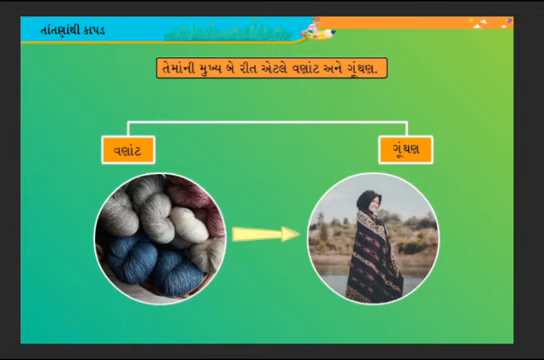 તાંતણાંથી કાપડ
તેમાંની મુખ્ય બે રીત એટલે વણાંટ અને ગૂંથણ.
વણાંટ
ગૂંથણ